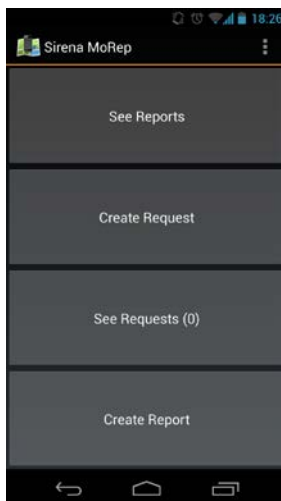 18:26
Sirena MoRep
See Reports
Create Request
See Requests (0)
Create Report